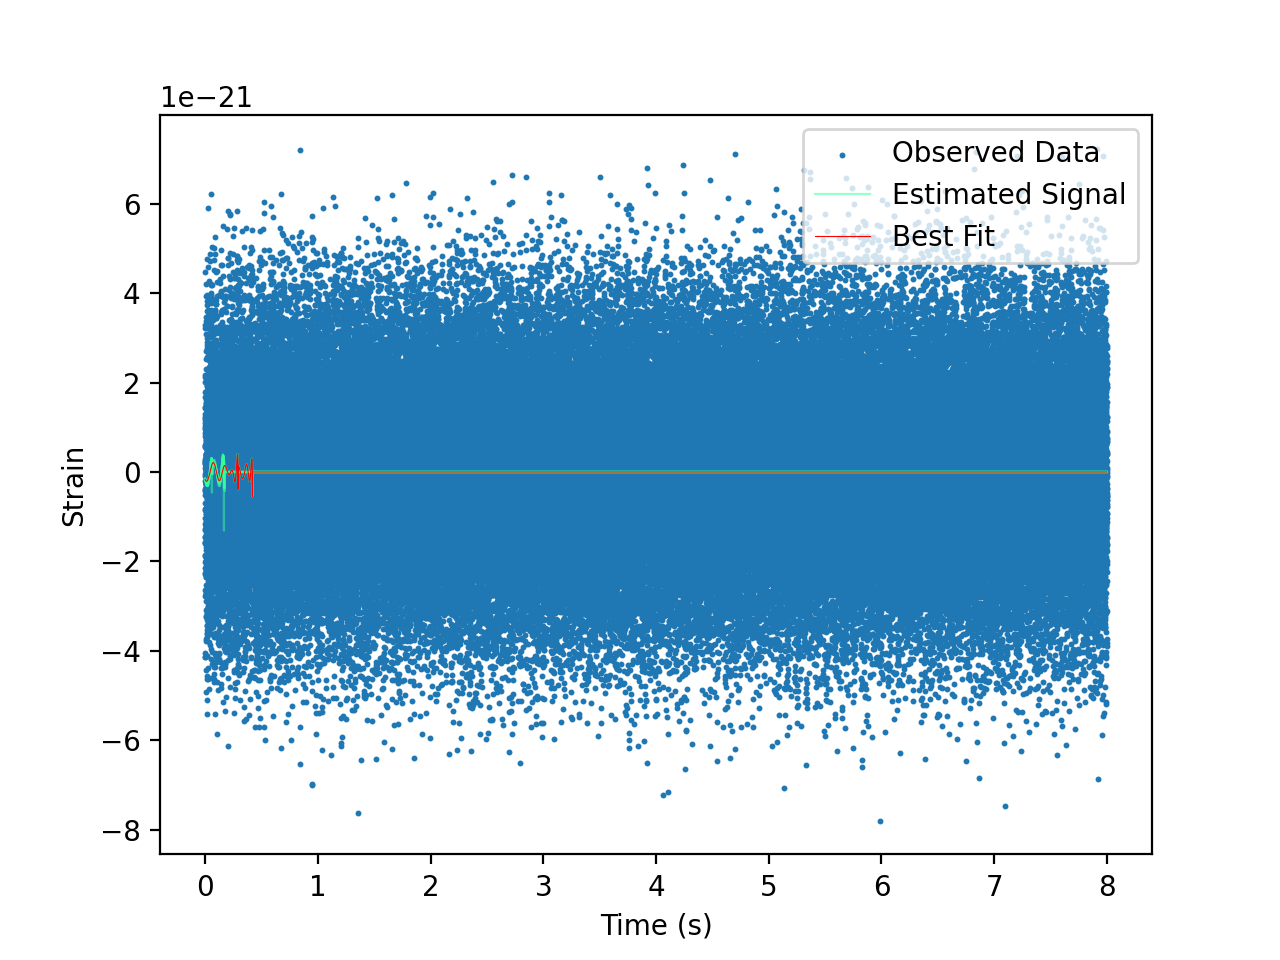 1e−21
Observed Data
Estimated Signal
Best Fit
6
4
2
0
−2
−4
−6
−8
Strain
0 1 2 3 4 5 6 7 8
Time (s)